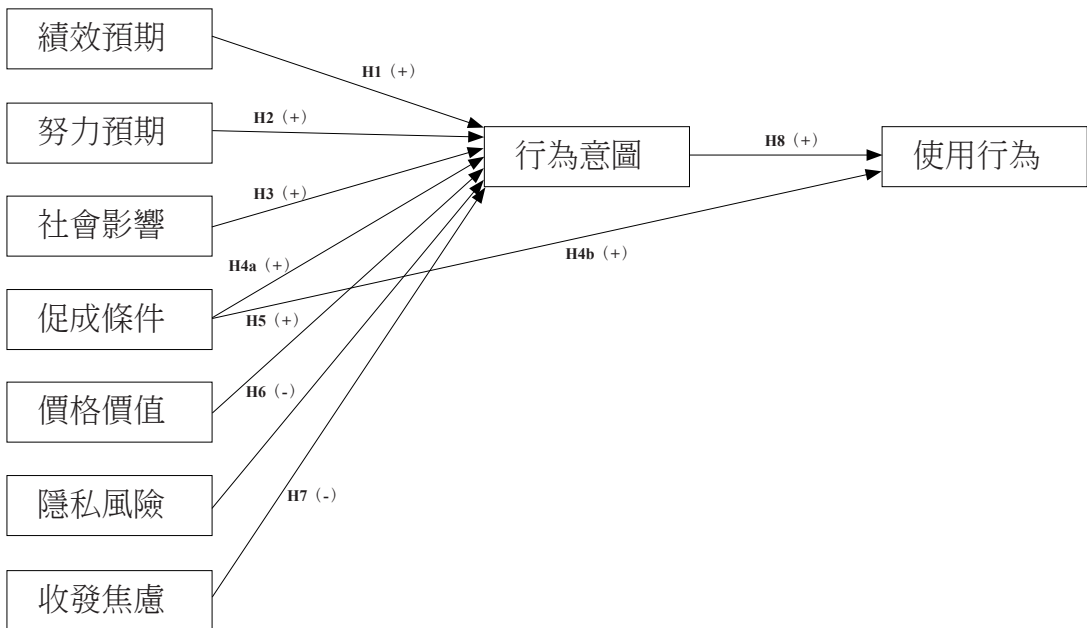 績效預期
H1（+）
努力預期
H2（+）
行為意圖
H8（+）
使用行為
社會影響
H3（+）
H4b（+）
H4a（+）
促成條件
H5（+）
價格價值
H6（-）
隱私風險
H7（-）
收發焦慮